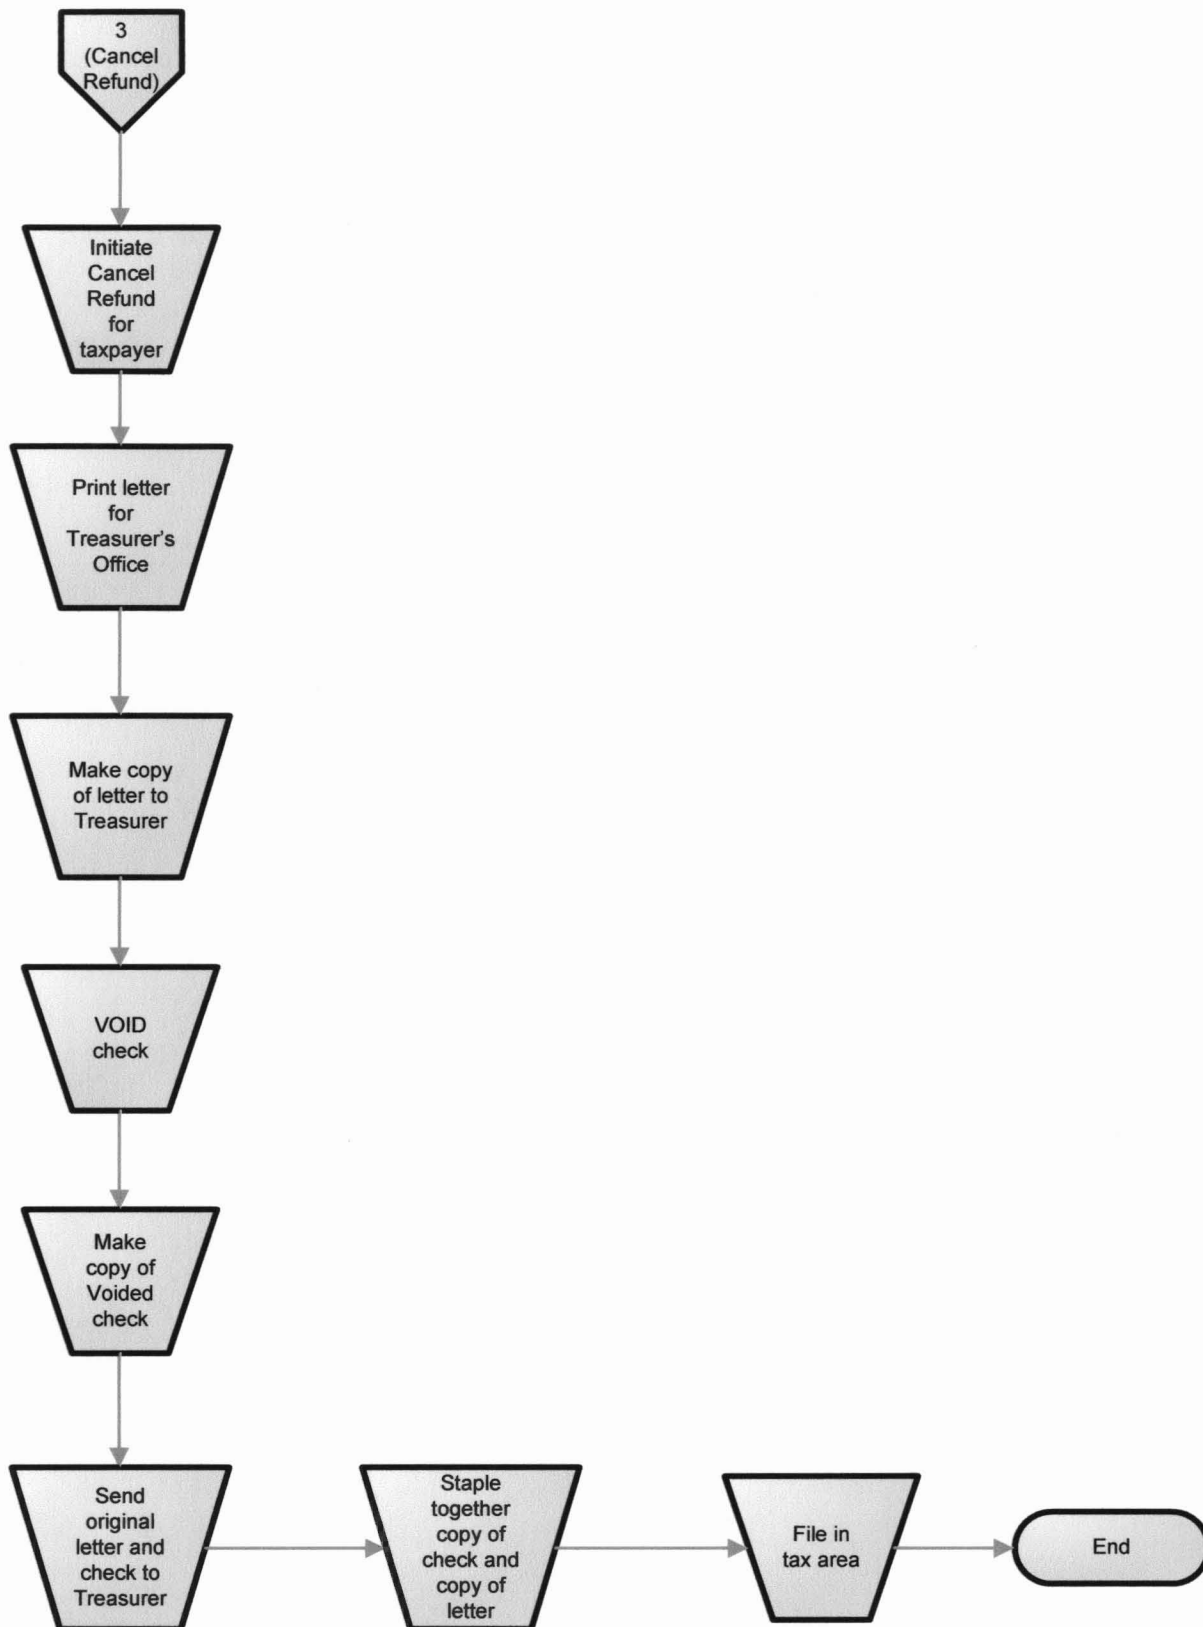 3
(Cancel
Refund)
Initiate
Cancel
Refund
for
taxpayer
Print letter
for
Treasurer's
Office
Make copy
of letter to
Treasurer
VOID
check
Make
copy of
Voided
check
Send
original
letter and
check to
Treasurer
Staple
together
copy of
check and
copy of
letter
File in
tax area
End